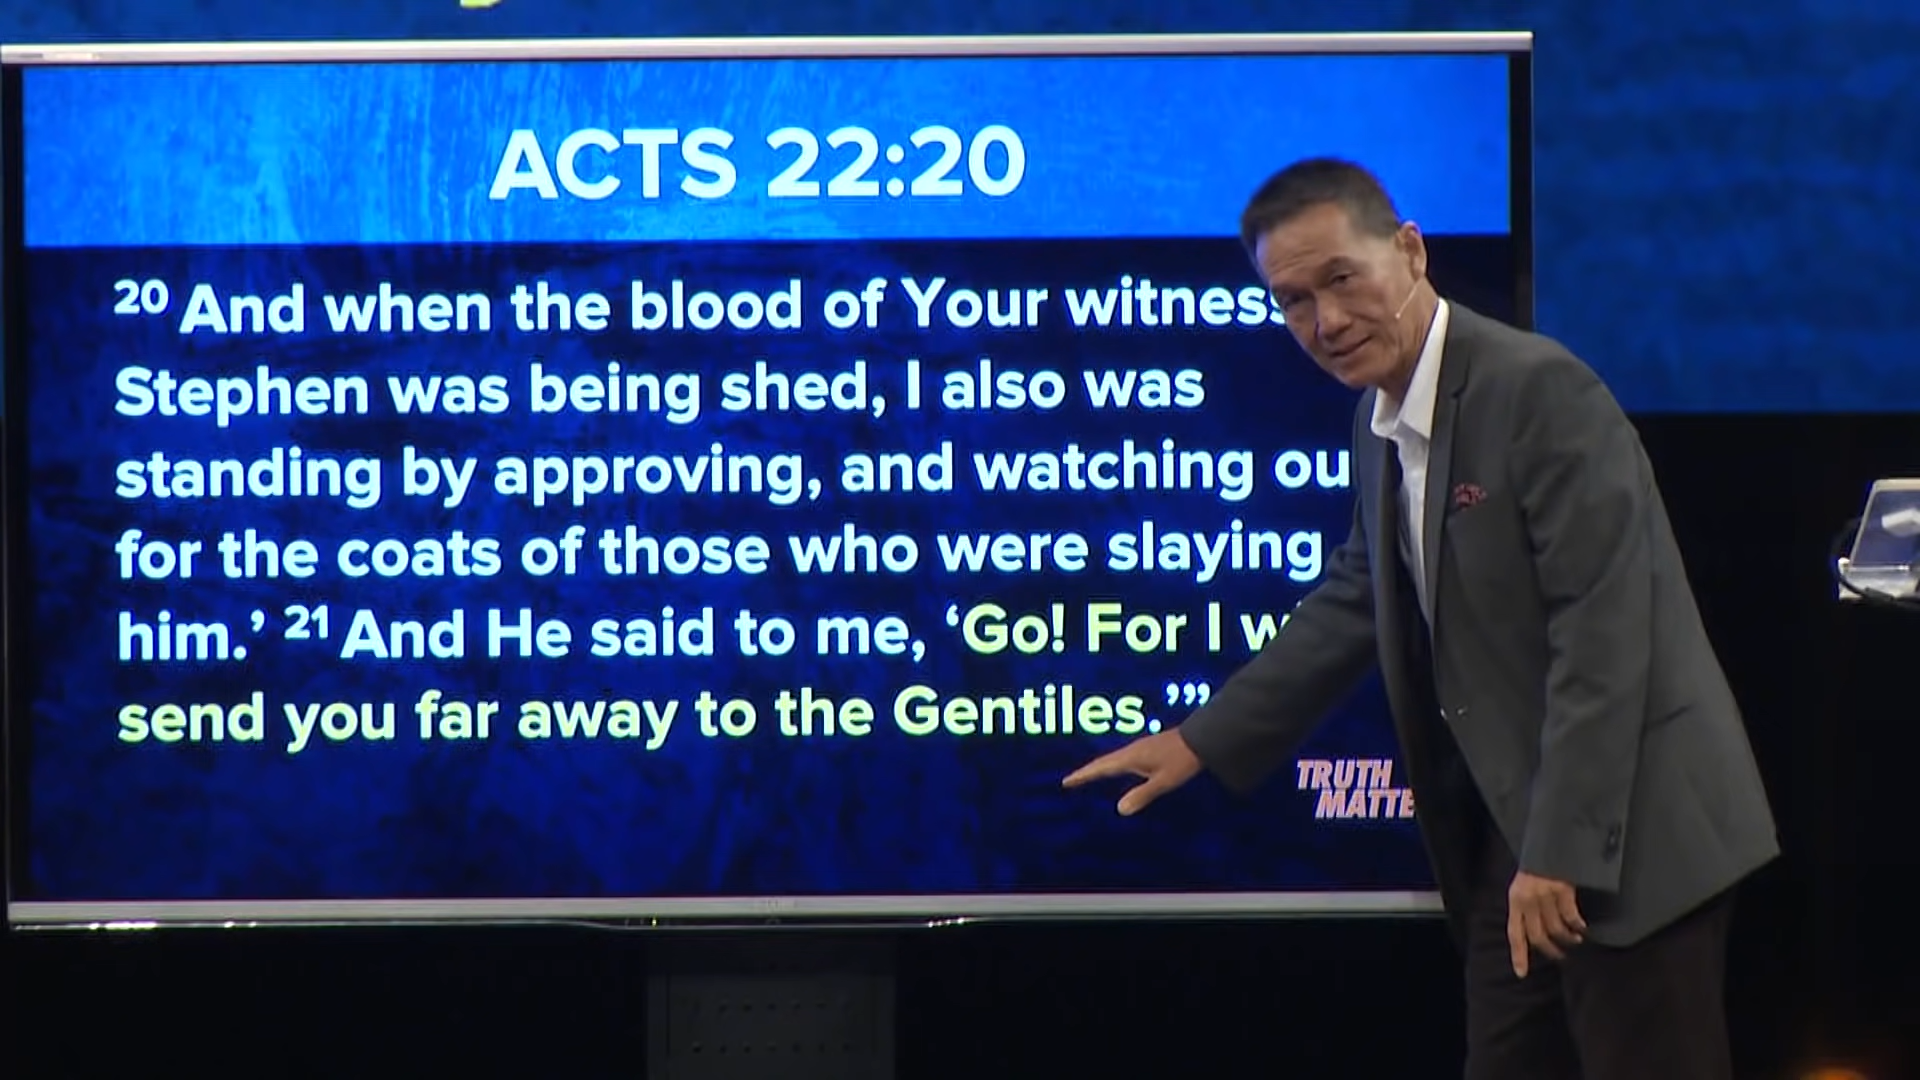 ACTS 22:20
20 And when the blood of Your witness
Stephen was being shed, I also was
standing by approving, and watching ou
for the coats of those who were slaying
him.’ 21 And He said to me, ‘Go! For I w
send you far away to the Gentiles.’”
TRUTH
MATTE